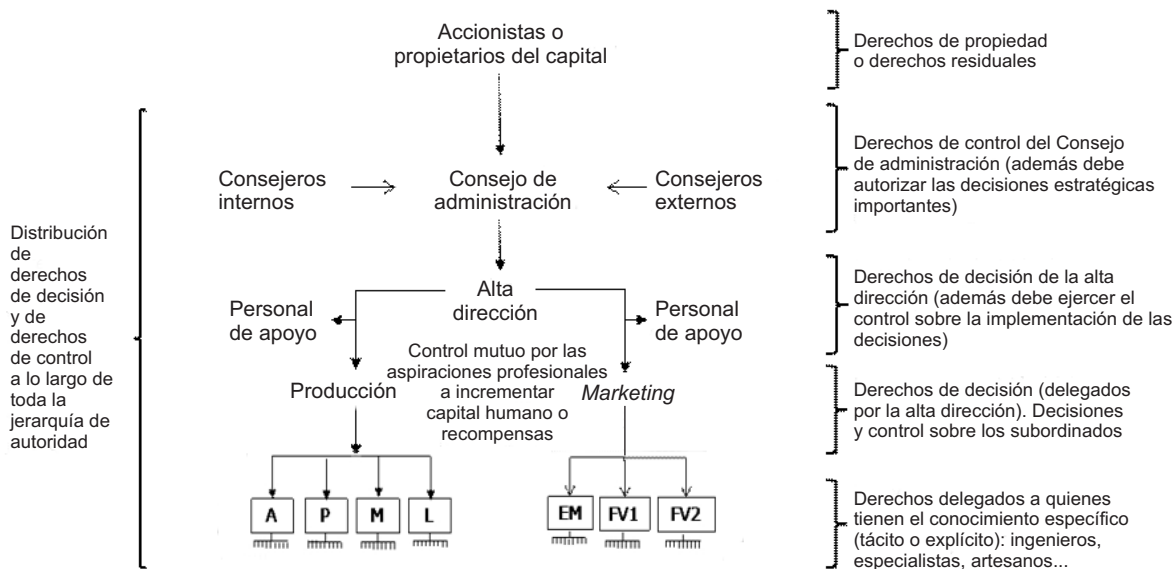 Accionistas o
propietarios del capital
Derechos de propiedad
o derechos residuales
Consejeros
internos
Consejo de
administración
Consejeros
externos
Derechos de control del Consejo
de administración (además debe
autorizar las decisiones estratégicas
importantes)
Distribución
de
derechos
de decisión
y de
derechos
de control
a lo largo de
toda la
jerarquía de
autoridad
Personal
de apoyo
Alta
dirección
Personal
de apoyo
Derechos de decisión de la alta
dirección (además debe ejercer el
control sobre la implementación de las
decisiones)
Producción
Control mutuo por las
aspiraciones profesionales
a incrementar
capital humano o
recompensas
Marketing
Derechos de decisión (delegados
por la alta dirección). Decisiones
y control sobre los subordinados
A P M L
EM FV1 FV2
Derechos delegados a quienes
tienen el conocimiento específico
(tácito o explícito): ingenieros,
especialistas, artesanos...